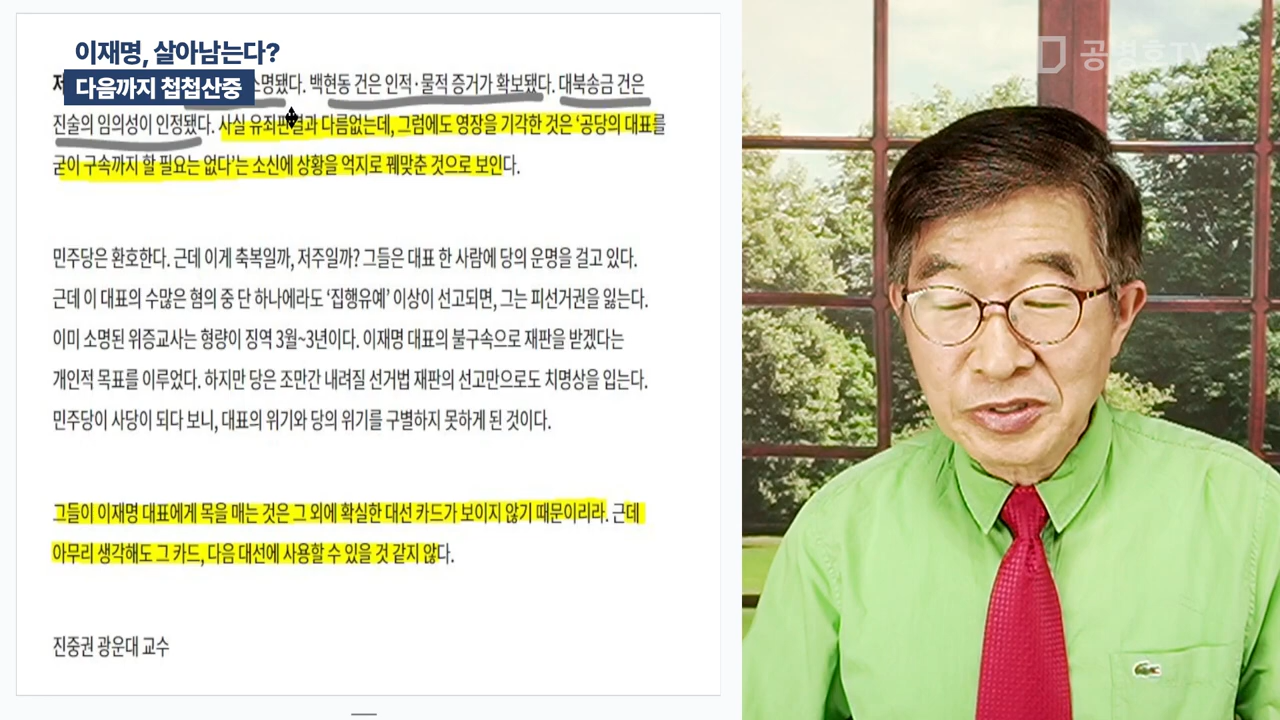 이재명, 살아남는다?
다음까지 첩첩산중
공병호TV
저 소명됐다. 백현동 건은 인적·물적 증거가 확보됐다. 대북송금 건은
진술의 임의성이 인정됐다. 사실 유죄판결과 다름없는데, 그럼에도 영장을 기각한 것은 ‘공당의 대표를
굳이 구속까지 할 필요는 없다’는 소신에 상황을 억지로 꿰맞춘 것으로 보인다.
민주당은 환호한다. 근데 이게 축복일까, 저주일까? 그들은 대표 한 사람에 당의 운명을 걸고 있다.
근데 이 대표의 수많은 혐의 중 단 하나에라도 ‘집행유예’ 이상이 선고되면, 그는 피선거권을 잃는다.
이미 소명된 위증교사는 형량이 징역 3월~3년이다. 이재명 대표의 불구속으로 재판을 받겠다는
개인적 목표를 이루었다. 하지만 당은 조만간 내려질 선거법 재판의 선고만으로도 치명상을 입는다.
민주당이 사당이 되다 보니, 대표의 위기와 당의 위기를 구별하지 못하게 된 것이다.
그들이 이재명 대표에게 목을 매는 것은 그 외에 확실한 대선 카드가 보이지 않기 때문이리라. 근데
아무리 생각해도 그 카드, 다음 대선에 사용할 수 있을 것 같지 않다.
진중권 광운대 교수